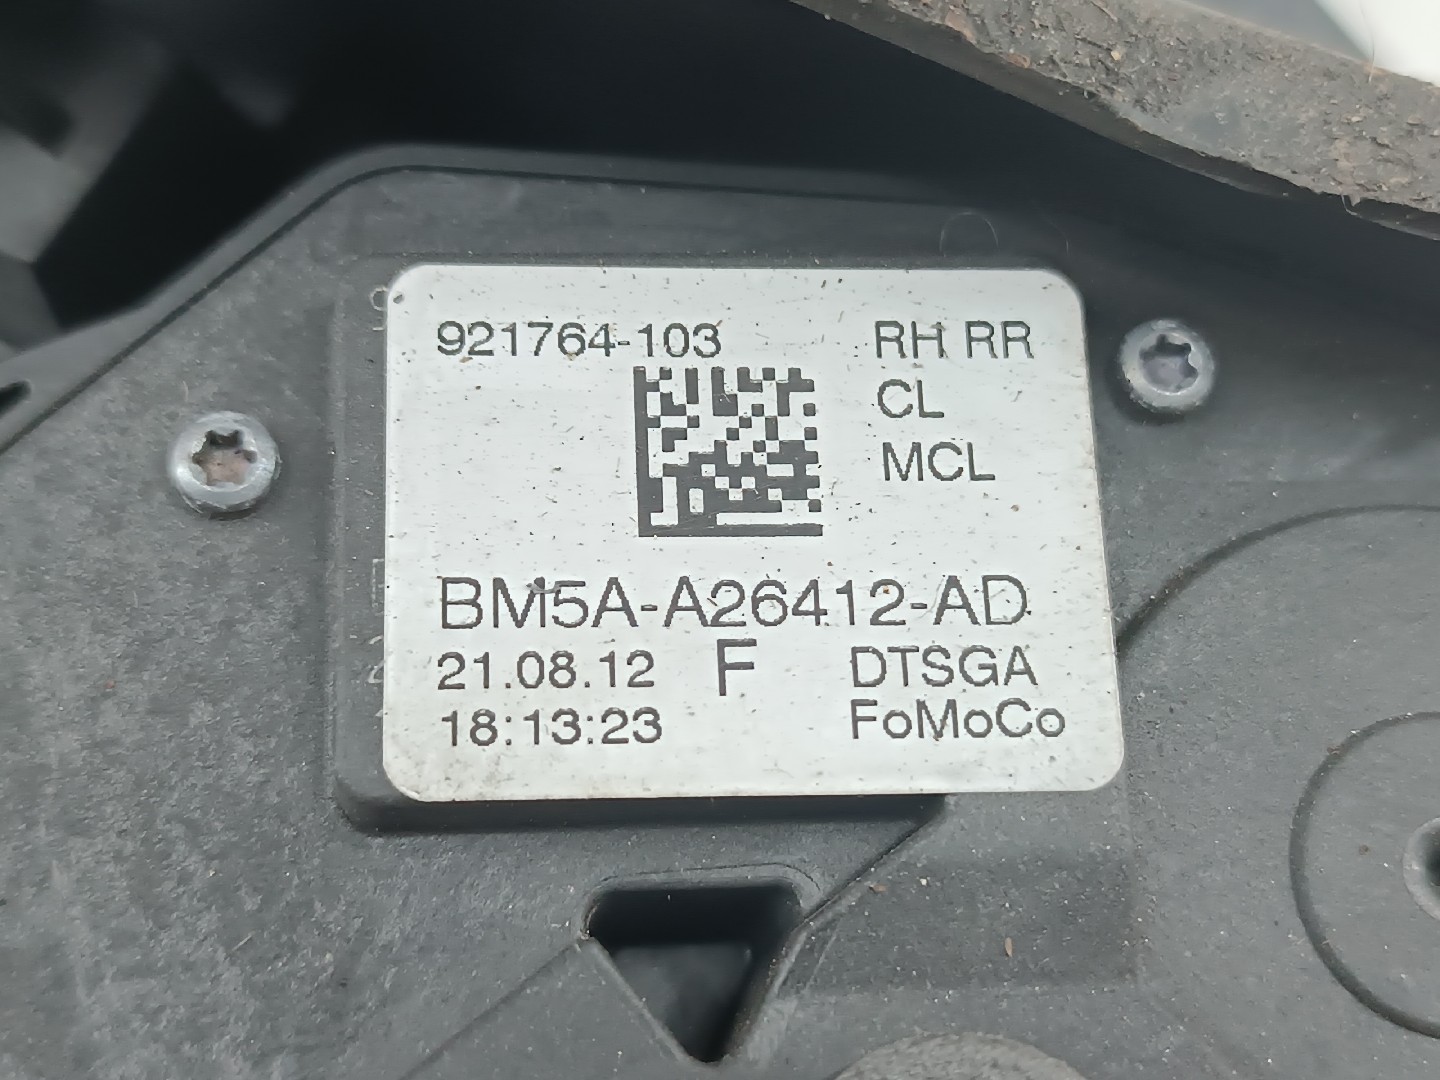 921764-103 RH RR
CL
MCL
BM5A-A26412-AD
21.08.12 F DTSGA
18:13:23 FoMoCo